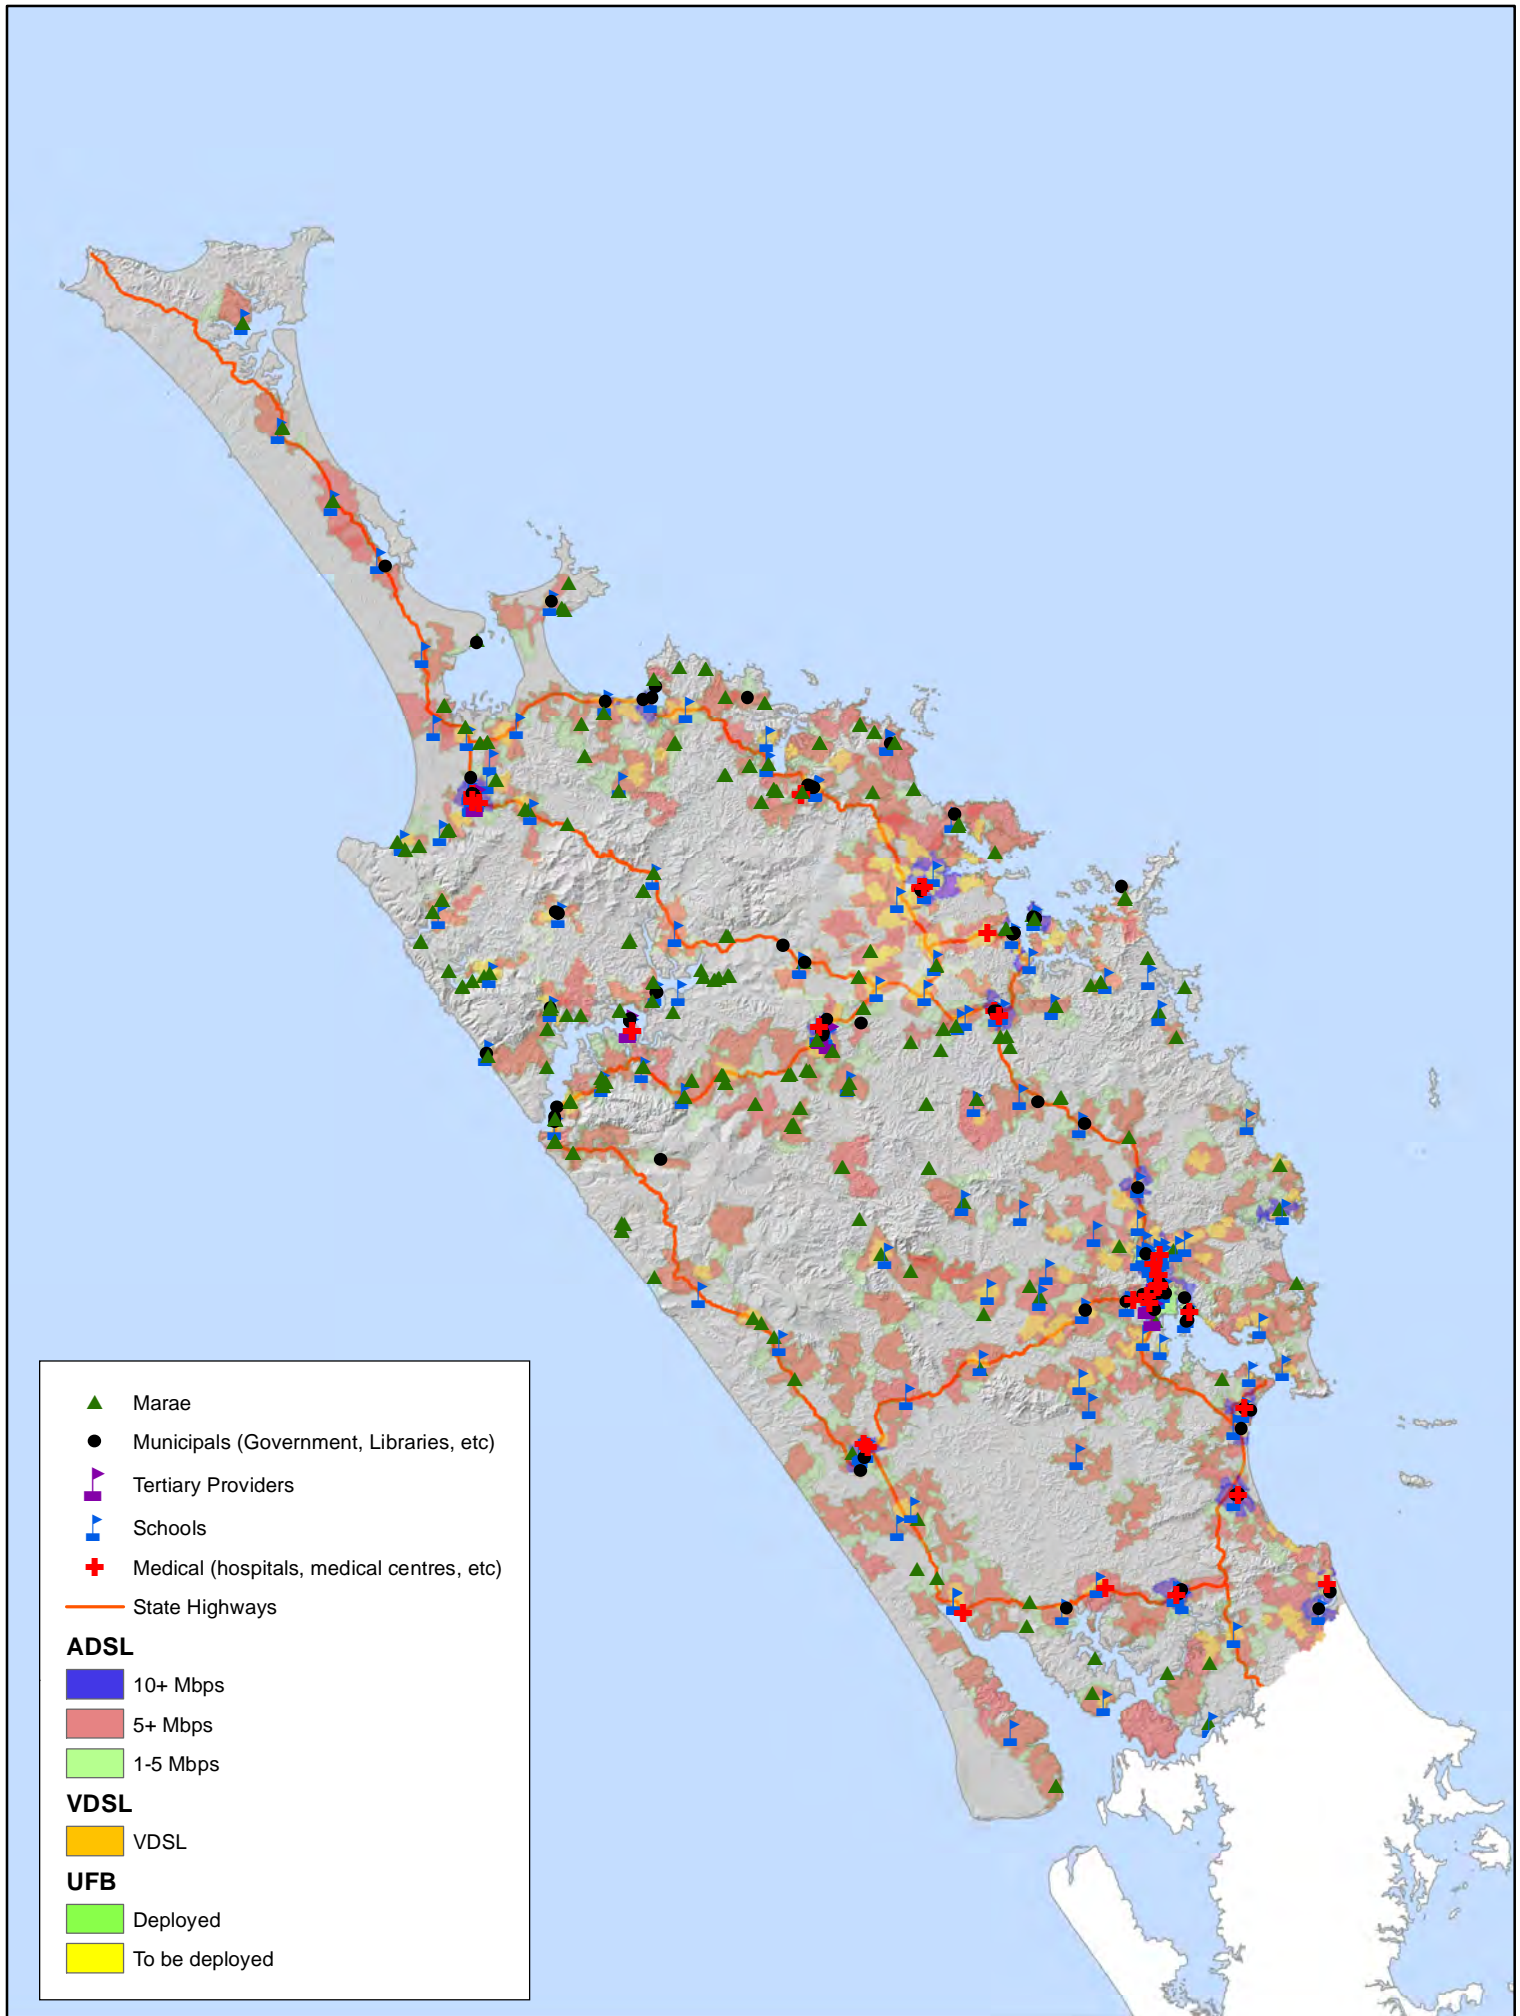 Marae
Municipals (Government, Libraries, etc)
Tertiary Providers
Schools
Medical (hospitals, medical centres, etc)
State Highways
ADSL
10+ Mbps
5+ Mbps
1-5 Mbps
VDSL
VDSL
UFB
Deployed
To be deployed